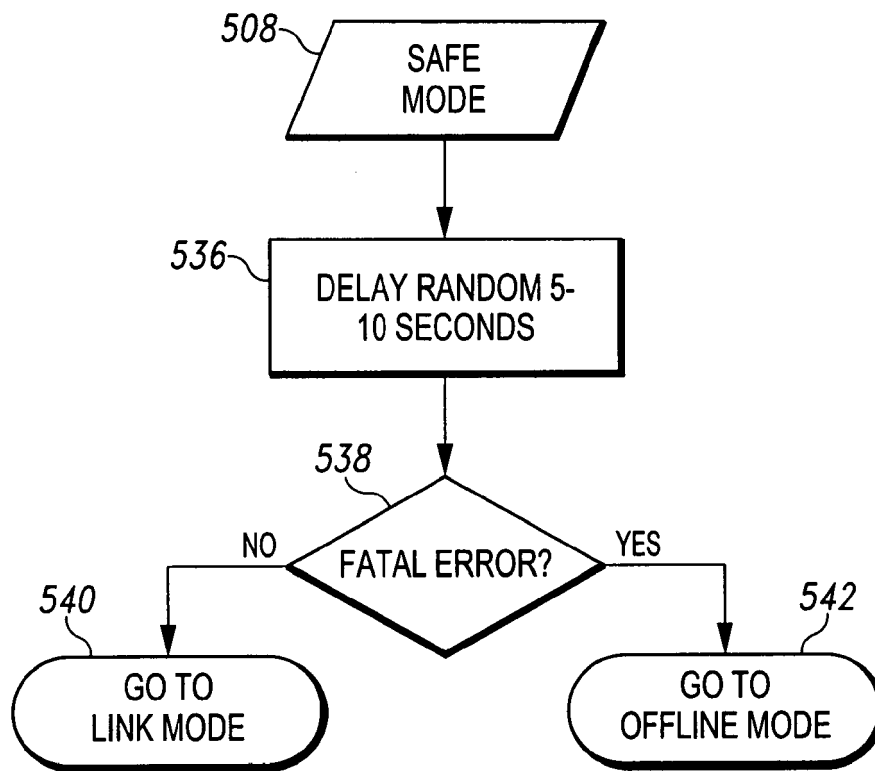 508
SAFE
MODE
536
DELAY RANDOM 5-
10 SECONDS
538
FATAL ERROR?
NO
YES
540
GO TO
LINK MODE
542
GO TO
OFFLINE MODE